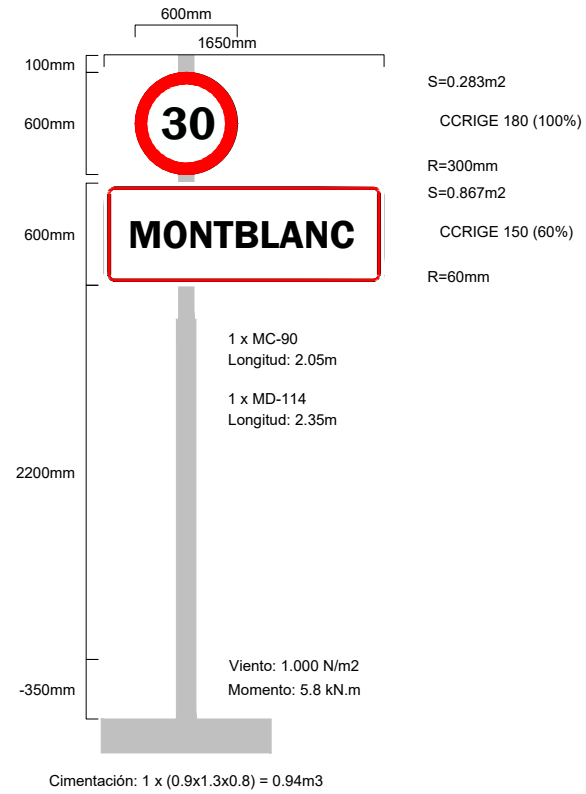 600mm
1650mm
100mm
S=0.283m2
600mm
30
CCRIGE 180 (100%)
R=300mm
S=0.867m2
600mm
MONTBLANC
CCRIGE 150 (60%)
R=60mm
1 x MC-90
Longitud: 2.05m
1 x MD-114
Longitud: 2.35m
2200mm
Viento: 1.000 N/m2
-350mm
Momento: 5.8 kN.m
Cimentación: 1 x (0.9x1.3x0.8) = 0.94m3